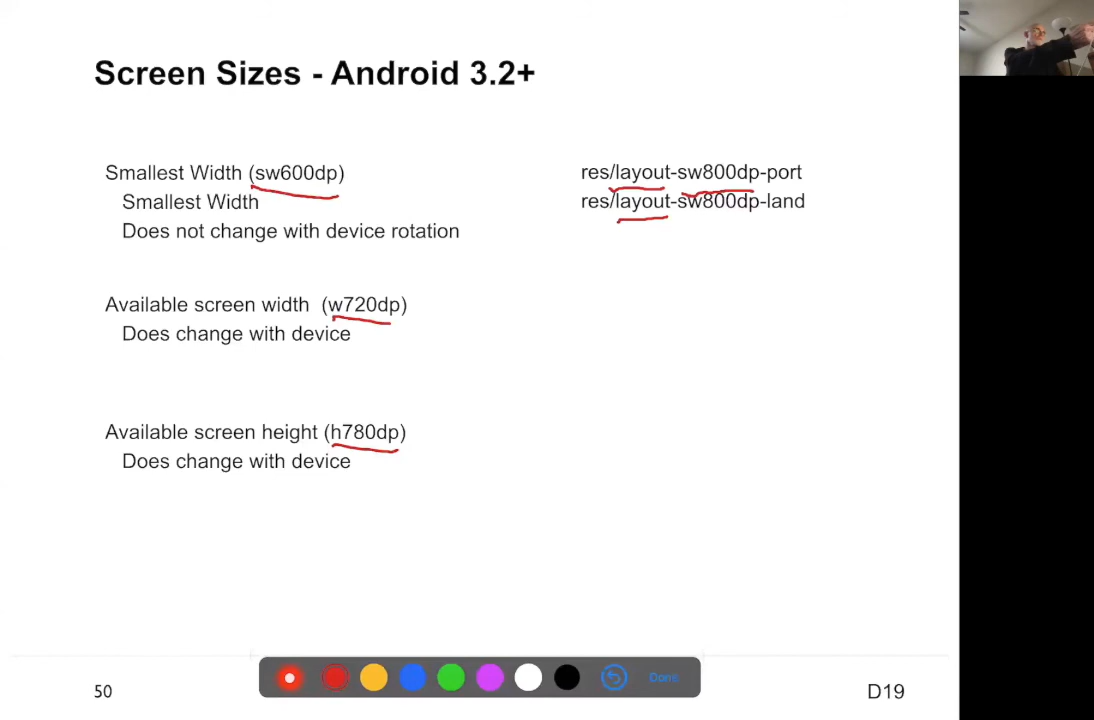 Screen Sizes - Android 3.2+
Smallest Width (sw600dp)
Smallest Width
Does not change with device rotation
Available screen width (w720dp)
Does change with device
Available screen height (h780dp)
Does change with device
res/layout-sw800dp-port
res/layout-sw800dp-land
Done
50
D19